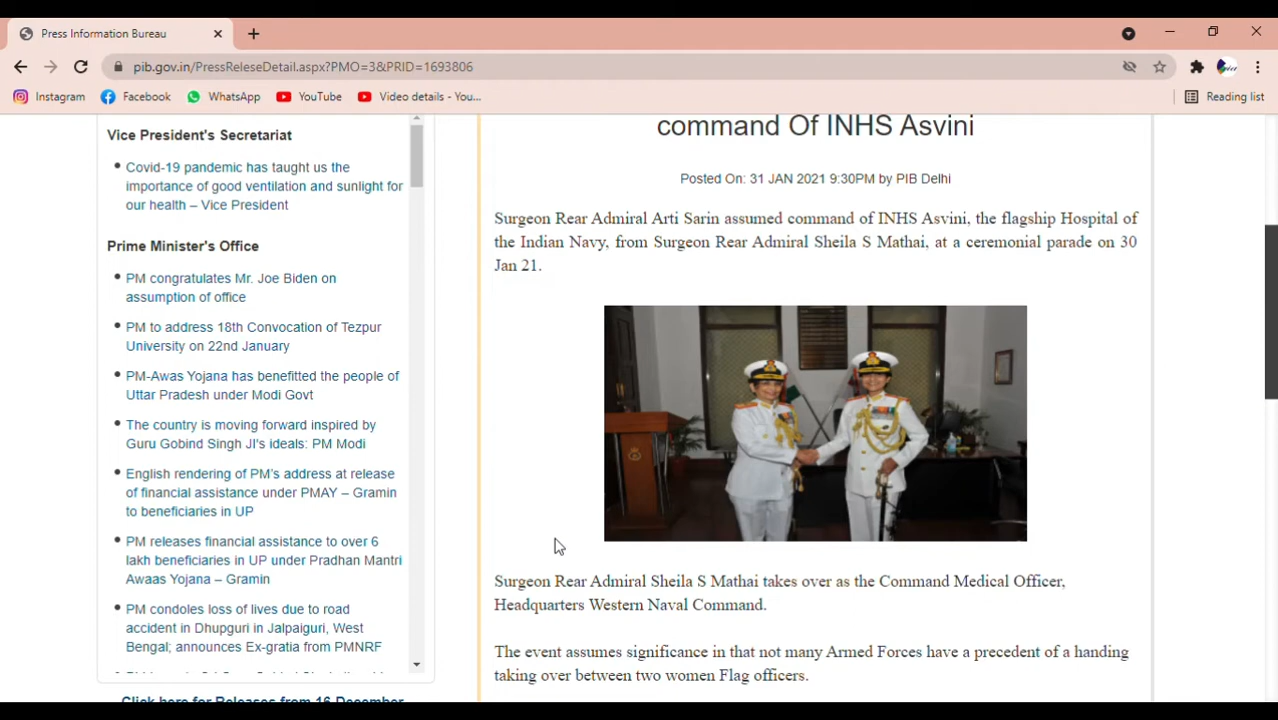 Press Information Bureau
pib.gov.in/PressReleseDetail.aspx?PMO=3&PRID=1693806
Instagram
Facebook
WhatsApp
YouTube
Video details - You...
Reading list
Vice President's Secretariat
Covid-19 pandemic has taught us the
importance of good ventilation and sunlight for
our health – Vice President
Prime Minister's Office
PM congratulates Mr. Joe Biden on
assumption of office
PM to address 18th Convocation of Tezpur
University on 22nd January
PM-Awas Yojana has benefitted the people of
Uttar Pradesh under Modi Govt
The country is moving forward inspired by
Guru Gobind Singh JI's ideals: PM Modi
English rendering of PM's address at release
of financial assistance under PMAY – Gramin
to beneficiaries in UP
PM releases financial assistance to over 6
lakh beneficiaries in UP under Pradhan Mantri
Awaas Yojana – Gramin
PM condoles loss of lives due to road
accident in Dhupguri in Jalpaiguri, West
Bengal; announces Ex-gratia from PMNRF
Click here for Releases from 16 December
command Of INHS Asvini
Posted On: 31 JAN 2021 9:30PM by PIB Delhi
Surgeon Rear Admiral Arti Sarin assumed command of INHS Asvini, the flagship Hospital of
the Indian Navy, from Surgeon Rear Admiral Sheila S Mathai, at a ceremonial parade on 30
Jan 21.
Surgeon Rear Admiral Sheila S Mathai takes over as the Command Medical Officer,
Headquarters Western Naval Command.
The event assumes significance in that not many Armed Forces have a precedent of a handing
taking over between two women Flag officers.